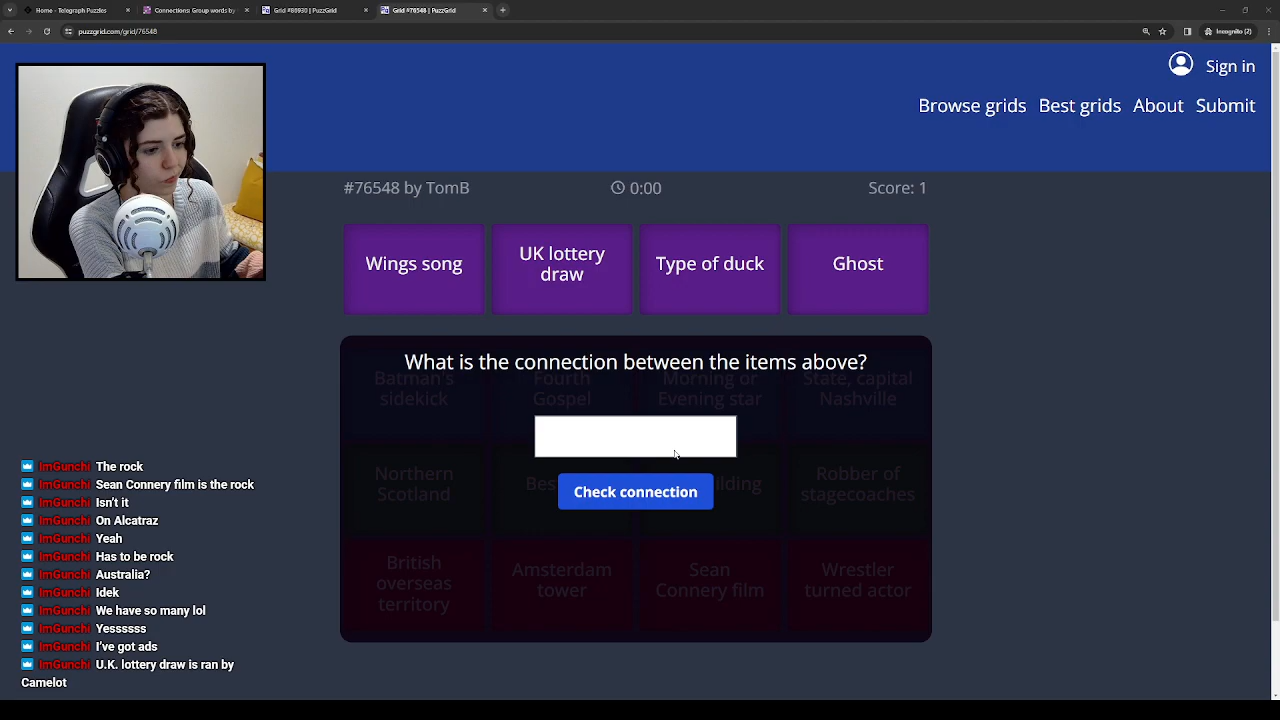 Home - Telegraph Puzzles
Connections: Group words by
Grid #80930 | PuzzGrid
Grid #76548 | PuzzGrid
puzzgrid.com/grid/76548
Incognito (2)
Sign in
Browse grids
Best grids
About
Submit
#76548 by TomB
0:00
Score: 1
Wings song
UK lottery
draw
Type of duck
Ghost
What is the connection between the items above?
Batman's
sidekick
Fourth
Gospel
Morning or
Evening star
State, capital
Nashville
Northern
Scotland
Robber of
stagecoaches
Check connection
British
overseas
territory
Amsterdam
tower
Sean
Connery film
Wrestler
turned actor
ImGunchi The rock
ImGunchi Sean Connery film is the rock
ImGunchi Isn't it
ImGunchi On Alcatraz
ImGunchi Yeah
ImGunchi Has to be rock
ImGunchi Australia?
ImGunchi Idek
ImGunchi We have so many lol
ImGunchi Yessssss
ImGunchi I've got ads
ImGunchi U.K. lottery draw is ran by
Camelot